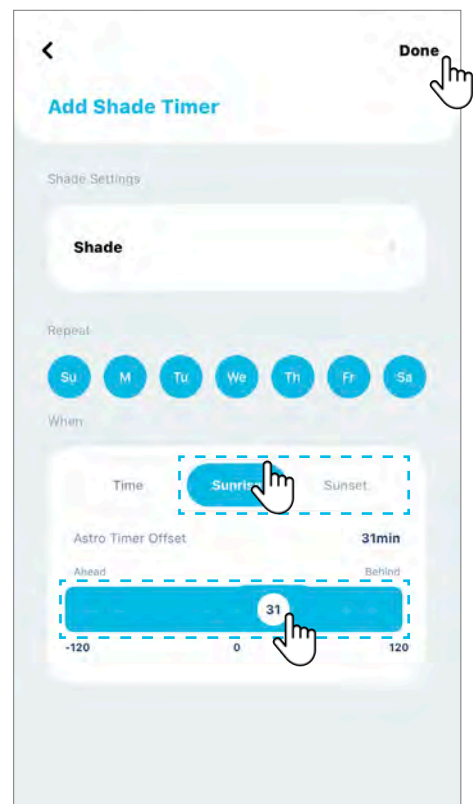 Done
Add Shade Timer
Shade Settings
Shade
Repeat
Su M Tu We Th Fr Sa
When
Time Sunrise Sunset
Astro Timer Offset 31min
Ahead Behind
31
-120 0 120